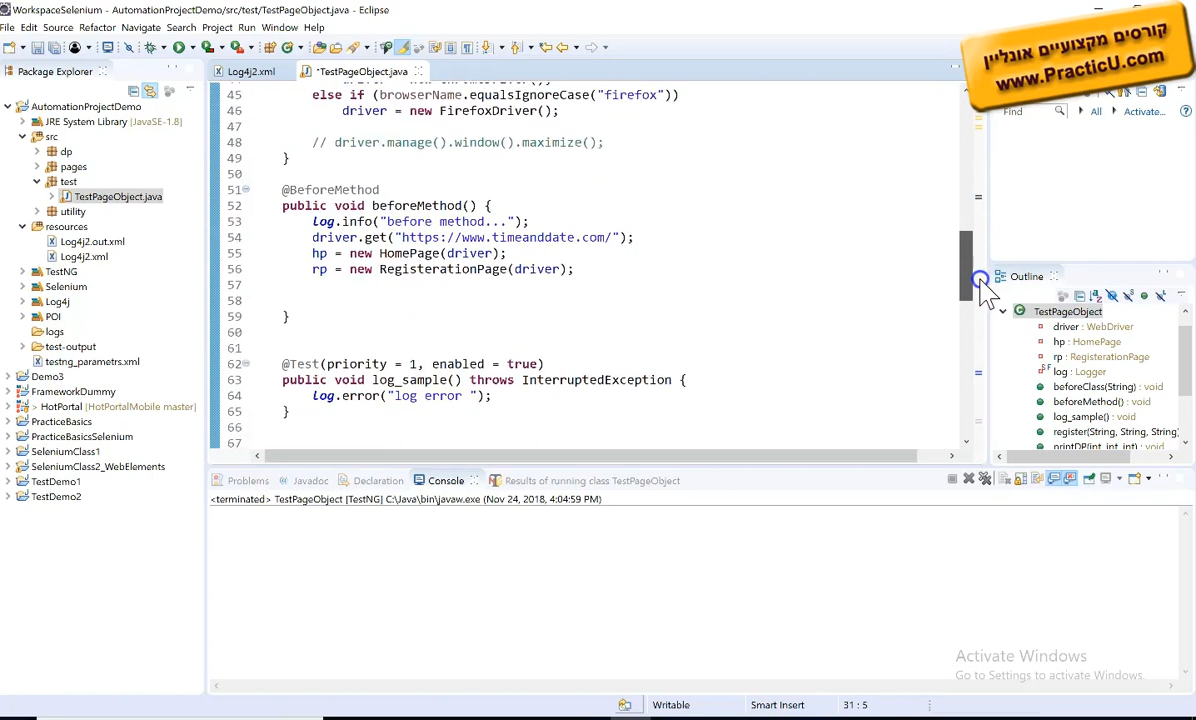 WorkspaceSelenium - AutomationProjectDemo/src/test/TestPageObject.java - Eclipse
File Edit Source Refactor Navigate Search Project Run Window Help
קורסים מקצועיים אונליין
www.PracticU.com
Package Explorer
Log4j2.xml
*TestPageObject.java
Find
All
Activate...
AutomationProjectDemo
JRE System Library [JavaSE-1.8]
src
dp
pages
test
TestPageObject.java
utility
resources
Log4j2.out.xml
Log4j2.xml
TestNG
Selenium
Log4j
POI
logs
test-output
testng_parametrs.xml
Demo3
FrameworkDummy
> HotPortal [HotPortalMobile master]
PracticeBasics
PracticeBasicsSelenium
SeleniumClass1
SeleniumClass2_WebElements
TestDemo1
TestDemo2
45 else if (browserName.equalsIgnoreCase("firefox"))
46 driver = new FirefoxDriver();
47
48 // driver.manage().window().maximize();
49 }
50
51 @BeforeMethod
52 public void beforeMethod() {
53 log.info("before method...");
54 driver.get("https://www.timeanddate.com/");
55 hp = new HomePage(driver);
56 rp = new RegisterationPage(driver);
57
58
59 }
60
61
62 @Test(priority = 1, enabled = true)
63 public void log_sample() throws InterruptedException {
64 log.error("log error ");
65 }
66
67
Outline
TestPageObject
driver : WebDriver
hp : HomePage
rp : RegisterationPage
log : Logger
beforeClass(String) : void
beforeMethod() : void
log_sample() : void
register(String, String, String)
printDP(int, int, int) : void
Problems
Javadoc
Declaration
Console
Results of running class TestPageObject
<terminated> TestPageObject [TestNG] C:\Java\bin\javaw.exe (Nov 24, 2018, 4:04:59 PM)
Activate Windows
Go to Settings to activate Windows.
Writable
Smart Insert
31 : 5